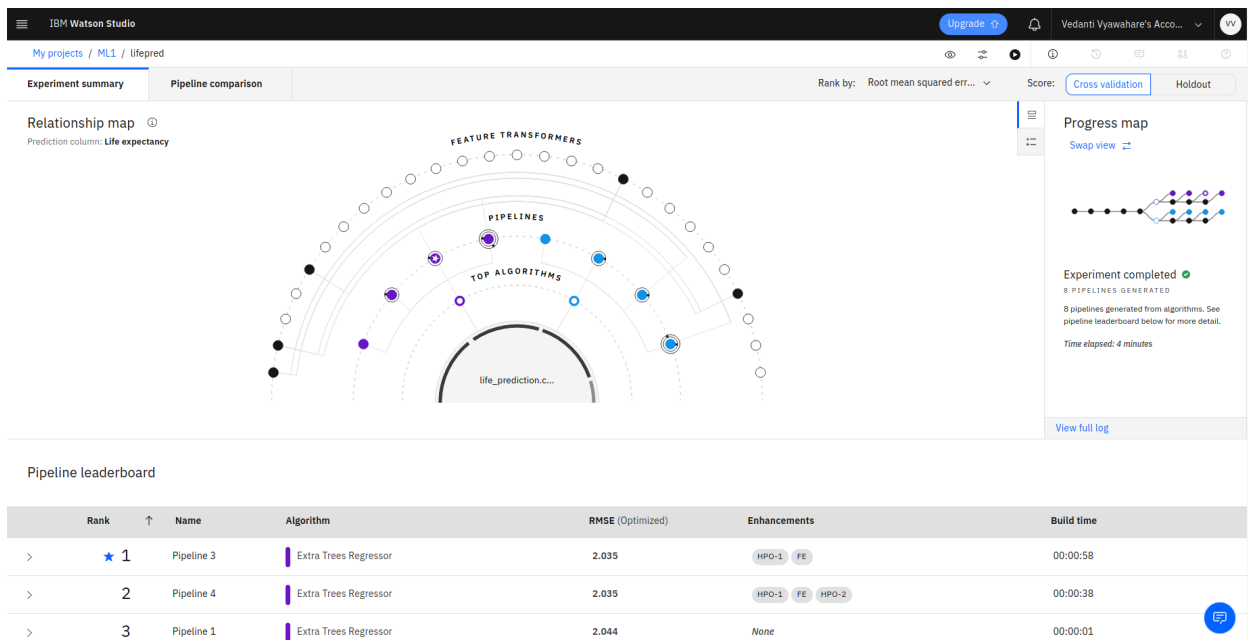 IBM Watson Studio
Upgrade
Vedanti Vyawahare's Acco...
VV
My projects / ML1 / lifepred
Experiment summary
Pipeline comparison
Rank by: Root mean squared err...
Score: Cross validation Holdout
Relationship map
Prediction column: Life expectancy
FEATURE TRANSFORMERS
PIPELINES
TOP ALGORITHMS
life_prediction.c...
Progress map
Swap view
Experiment completed
8 PIPELINES GENERATED
8 pipelines generated from algorithms. See
pipeline leaderboard below for more detail.
Time elapsed: 4 minutes
View full log
Pipeline leaderboard
Rank Name Algorithm RMSE (Optimized) Enhancements Build time
1 Pipeline 3 Extra Trees Regressor 2.035 HPO-1 FE 00:00:58
2 Pipeline 4 Extra Trees Regressor 2.035 HPO-1 FE HPO-2 00:00:38
3 Pipeline 1 Extra Trees Regressor 2.044 None 00:00:01